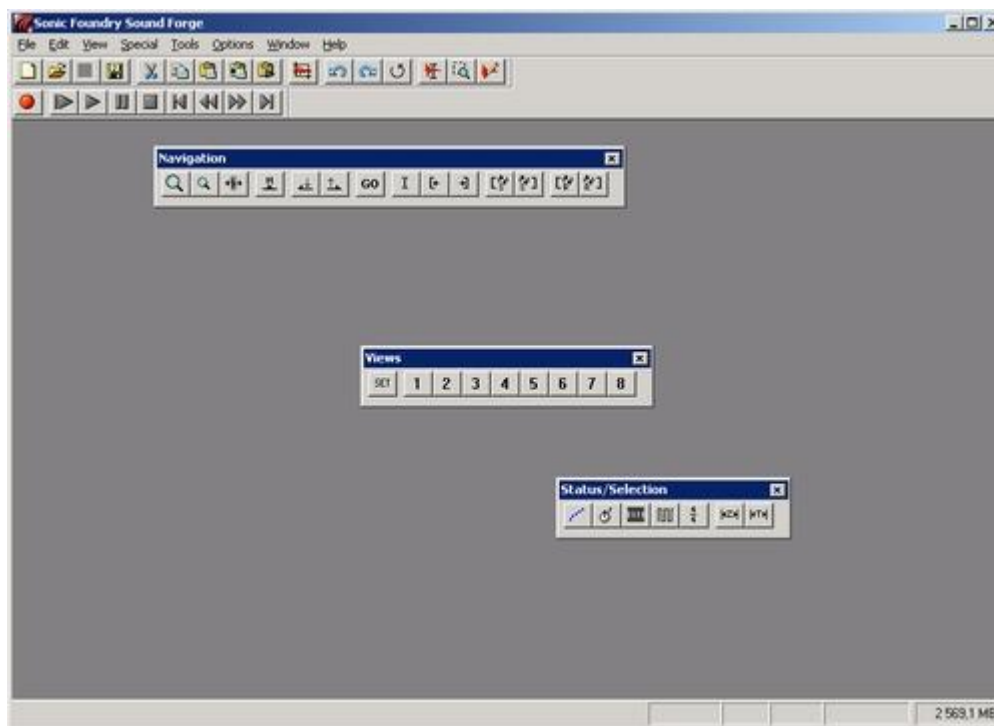 Sonic Foundry Sound Forge
File Edit View Special Tools Options Window Help
Navigation
GO
Views
SET 1 2 3 4 5 6 7 8
Status/Selection
2 569,1 MB